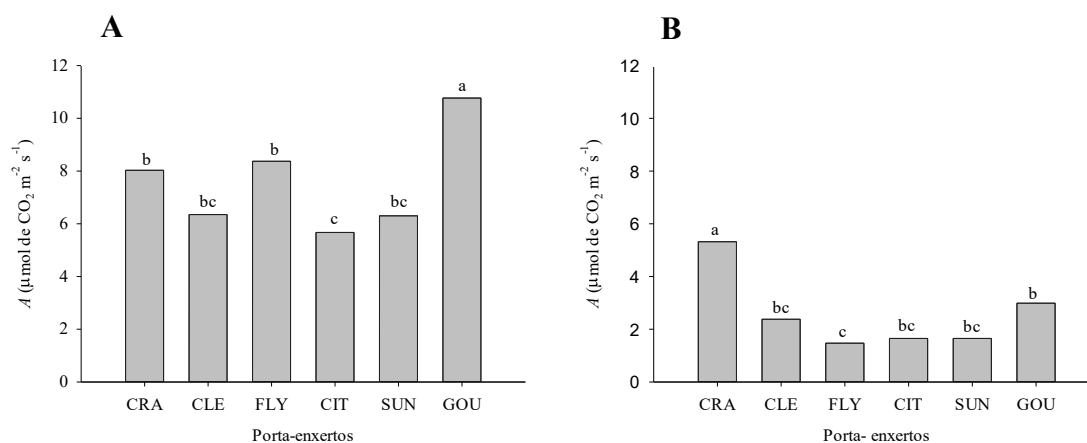 A
12
10
8
6
4
2
0
A (μmol de CO₂ m⁻² s⁻¹)
b
bc
b
c
bc
a
CRA CLE FLY CIT SUN GOU
Porta-enxertos
B
12
10
8
6
4
2
0
A (μmol de CO₂ m⁻² s⁻¹)
a
bc
c
bc
bc
b
CRA CLE FLY CIT SUN GOU
Porta- enxertos